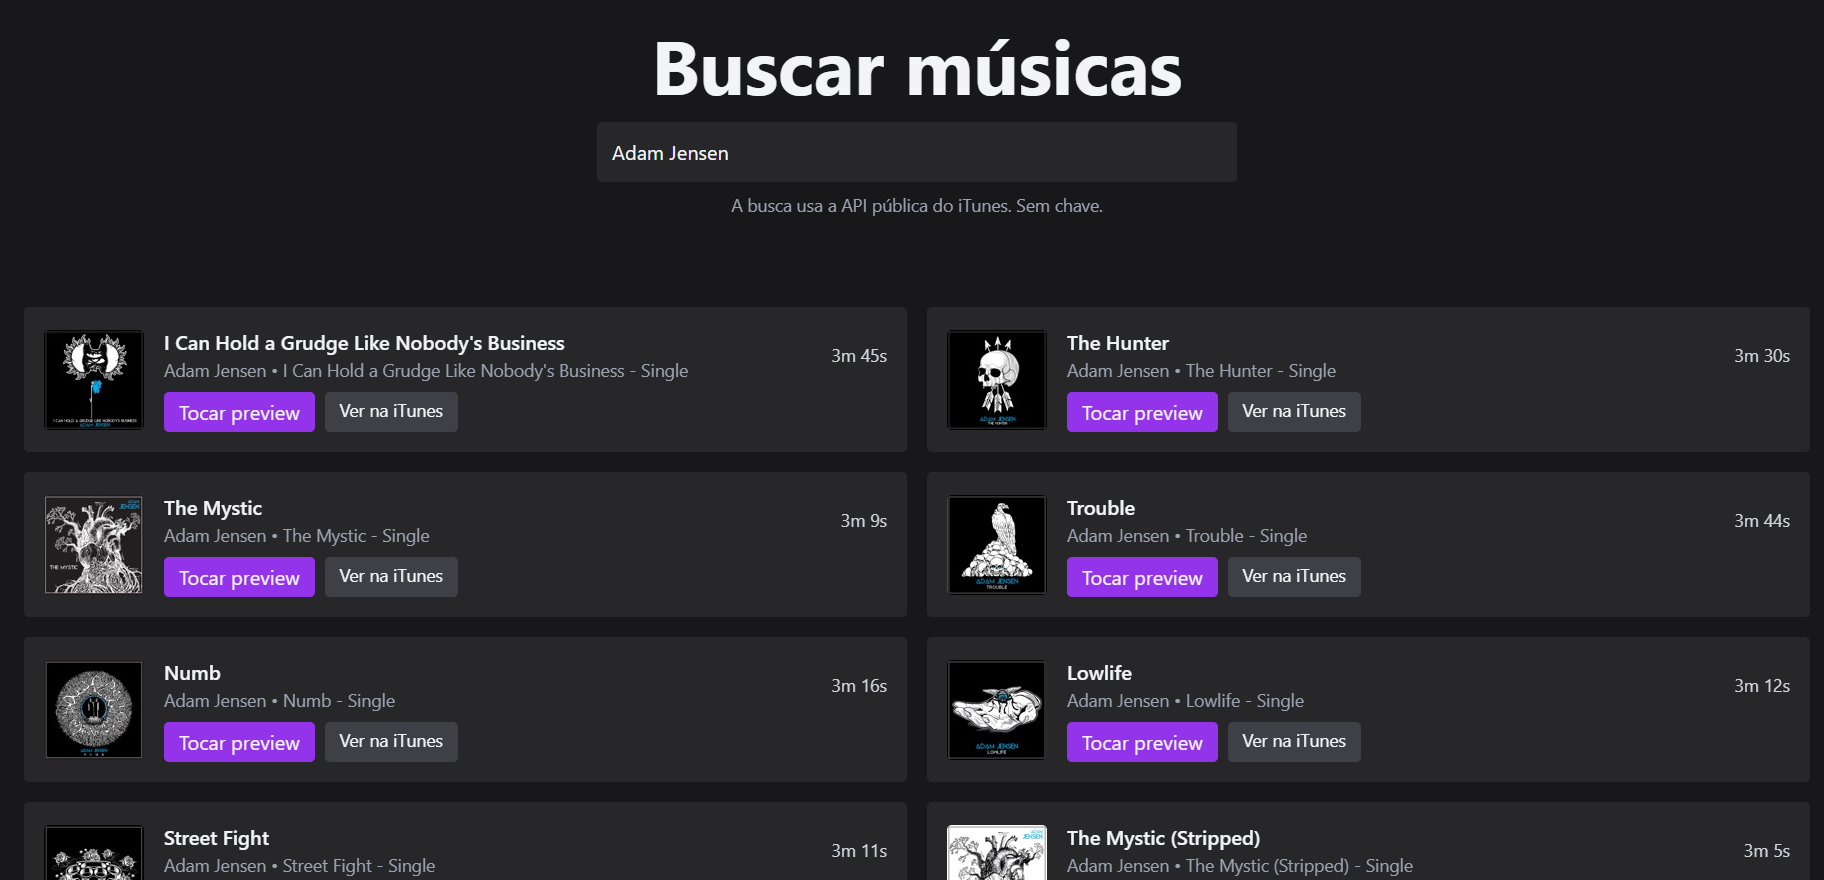 Buscar músicas
Adam Jensen
A busca usa a API pública do iTunes. Sem chave.
I CAN HOLD A GRUDGE LIKE NOBODY'S BUSINESS
ADAM JENSEN
I Can Hold a Grudge Like Nobody's Business
Adam Jensen • I Can Hold a Grudge Like Nobody's Business - Single
Tocar preview
Ver na iTunes
3m 45s
ADAM JENSEN
THE HUNTER
The Hunter
Adam Jensen • The Hunter - Single
Tocar preview
Ver na iTunes
3m 30s
ADAM
JENSEN
THE MYSTIC
The Mystic
Adam Jensen • The Mystic - Single
Tocar preview
Ver na iTunes
3m 9s
ADAM JENSEN
TROUBLE
Trouble
Adam Jensen • Trouble - Single
Tocar preview
Ver na iTunes
3m 44s
ADAM JENSEN
NUMB
Numb
Adam Jensen • Numb - Single
Tocar preview
Ver na iTunes
3m 16s
ADAM JENSEN
LOWLIFE
Lowlife
Adam Jensen • Lowlife - Single
Tocar preview
Ver na iTunes
3m 12s
Street Fight
Adam Jensen • Street Fight - Single
3m 11s
ADAM
JENSEN
The Mystic (Stripped)
Adam Jensen • The Mystic (Stripped) - Single
3m 5s